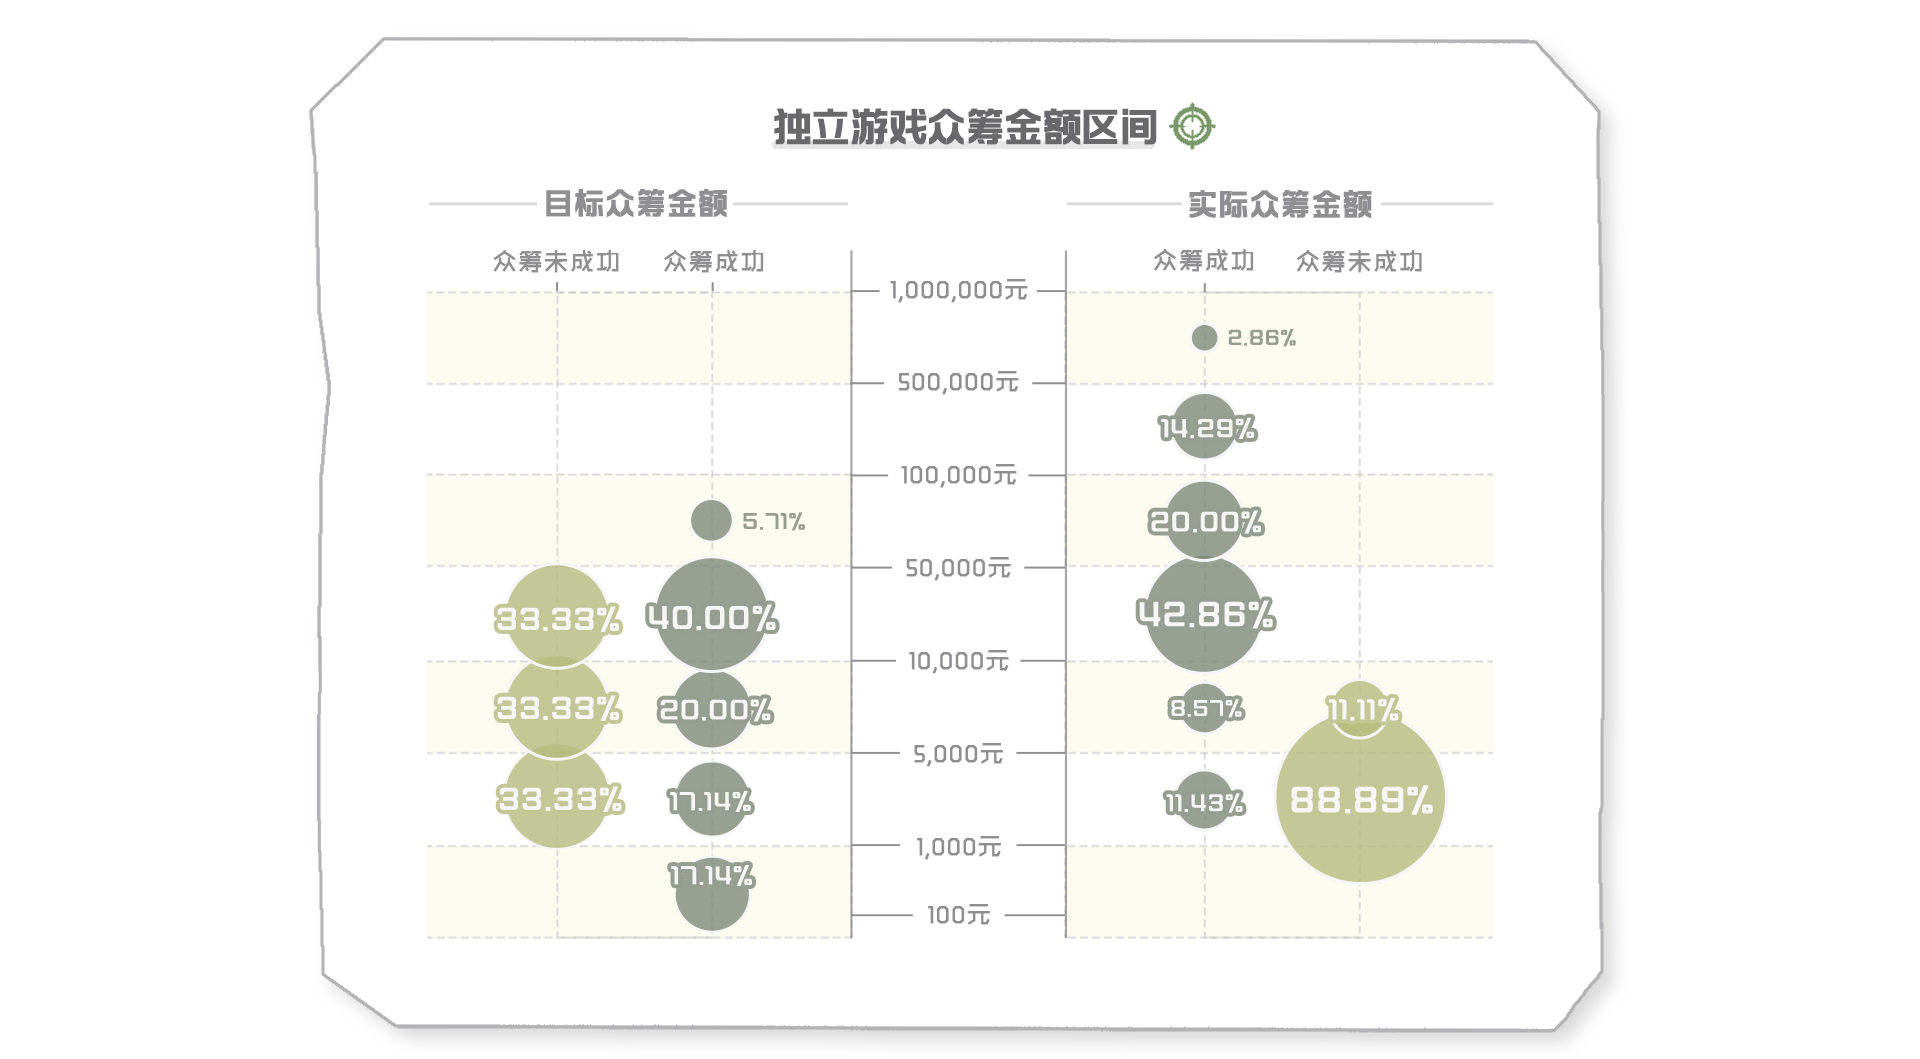 独立游戏众筹金额区间
目标众筹金额
实际众筹金额
众筹未成功
众筹成功
众筹成功
众筹未成功
1,000,000元
2.86%
500,000元
14.29%
100,000元
5.71%
20.00%
50,000元
33.33%
40.00%
42.86%
10,000元
33.33%
20.00%
8.57%
11.11%
5,000元
33.33%
17.14%
11.43%
88.89%
1,000元
17.14%
100元